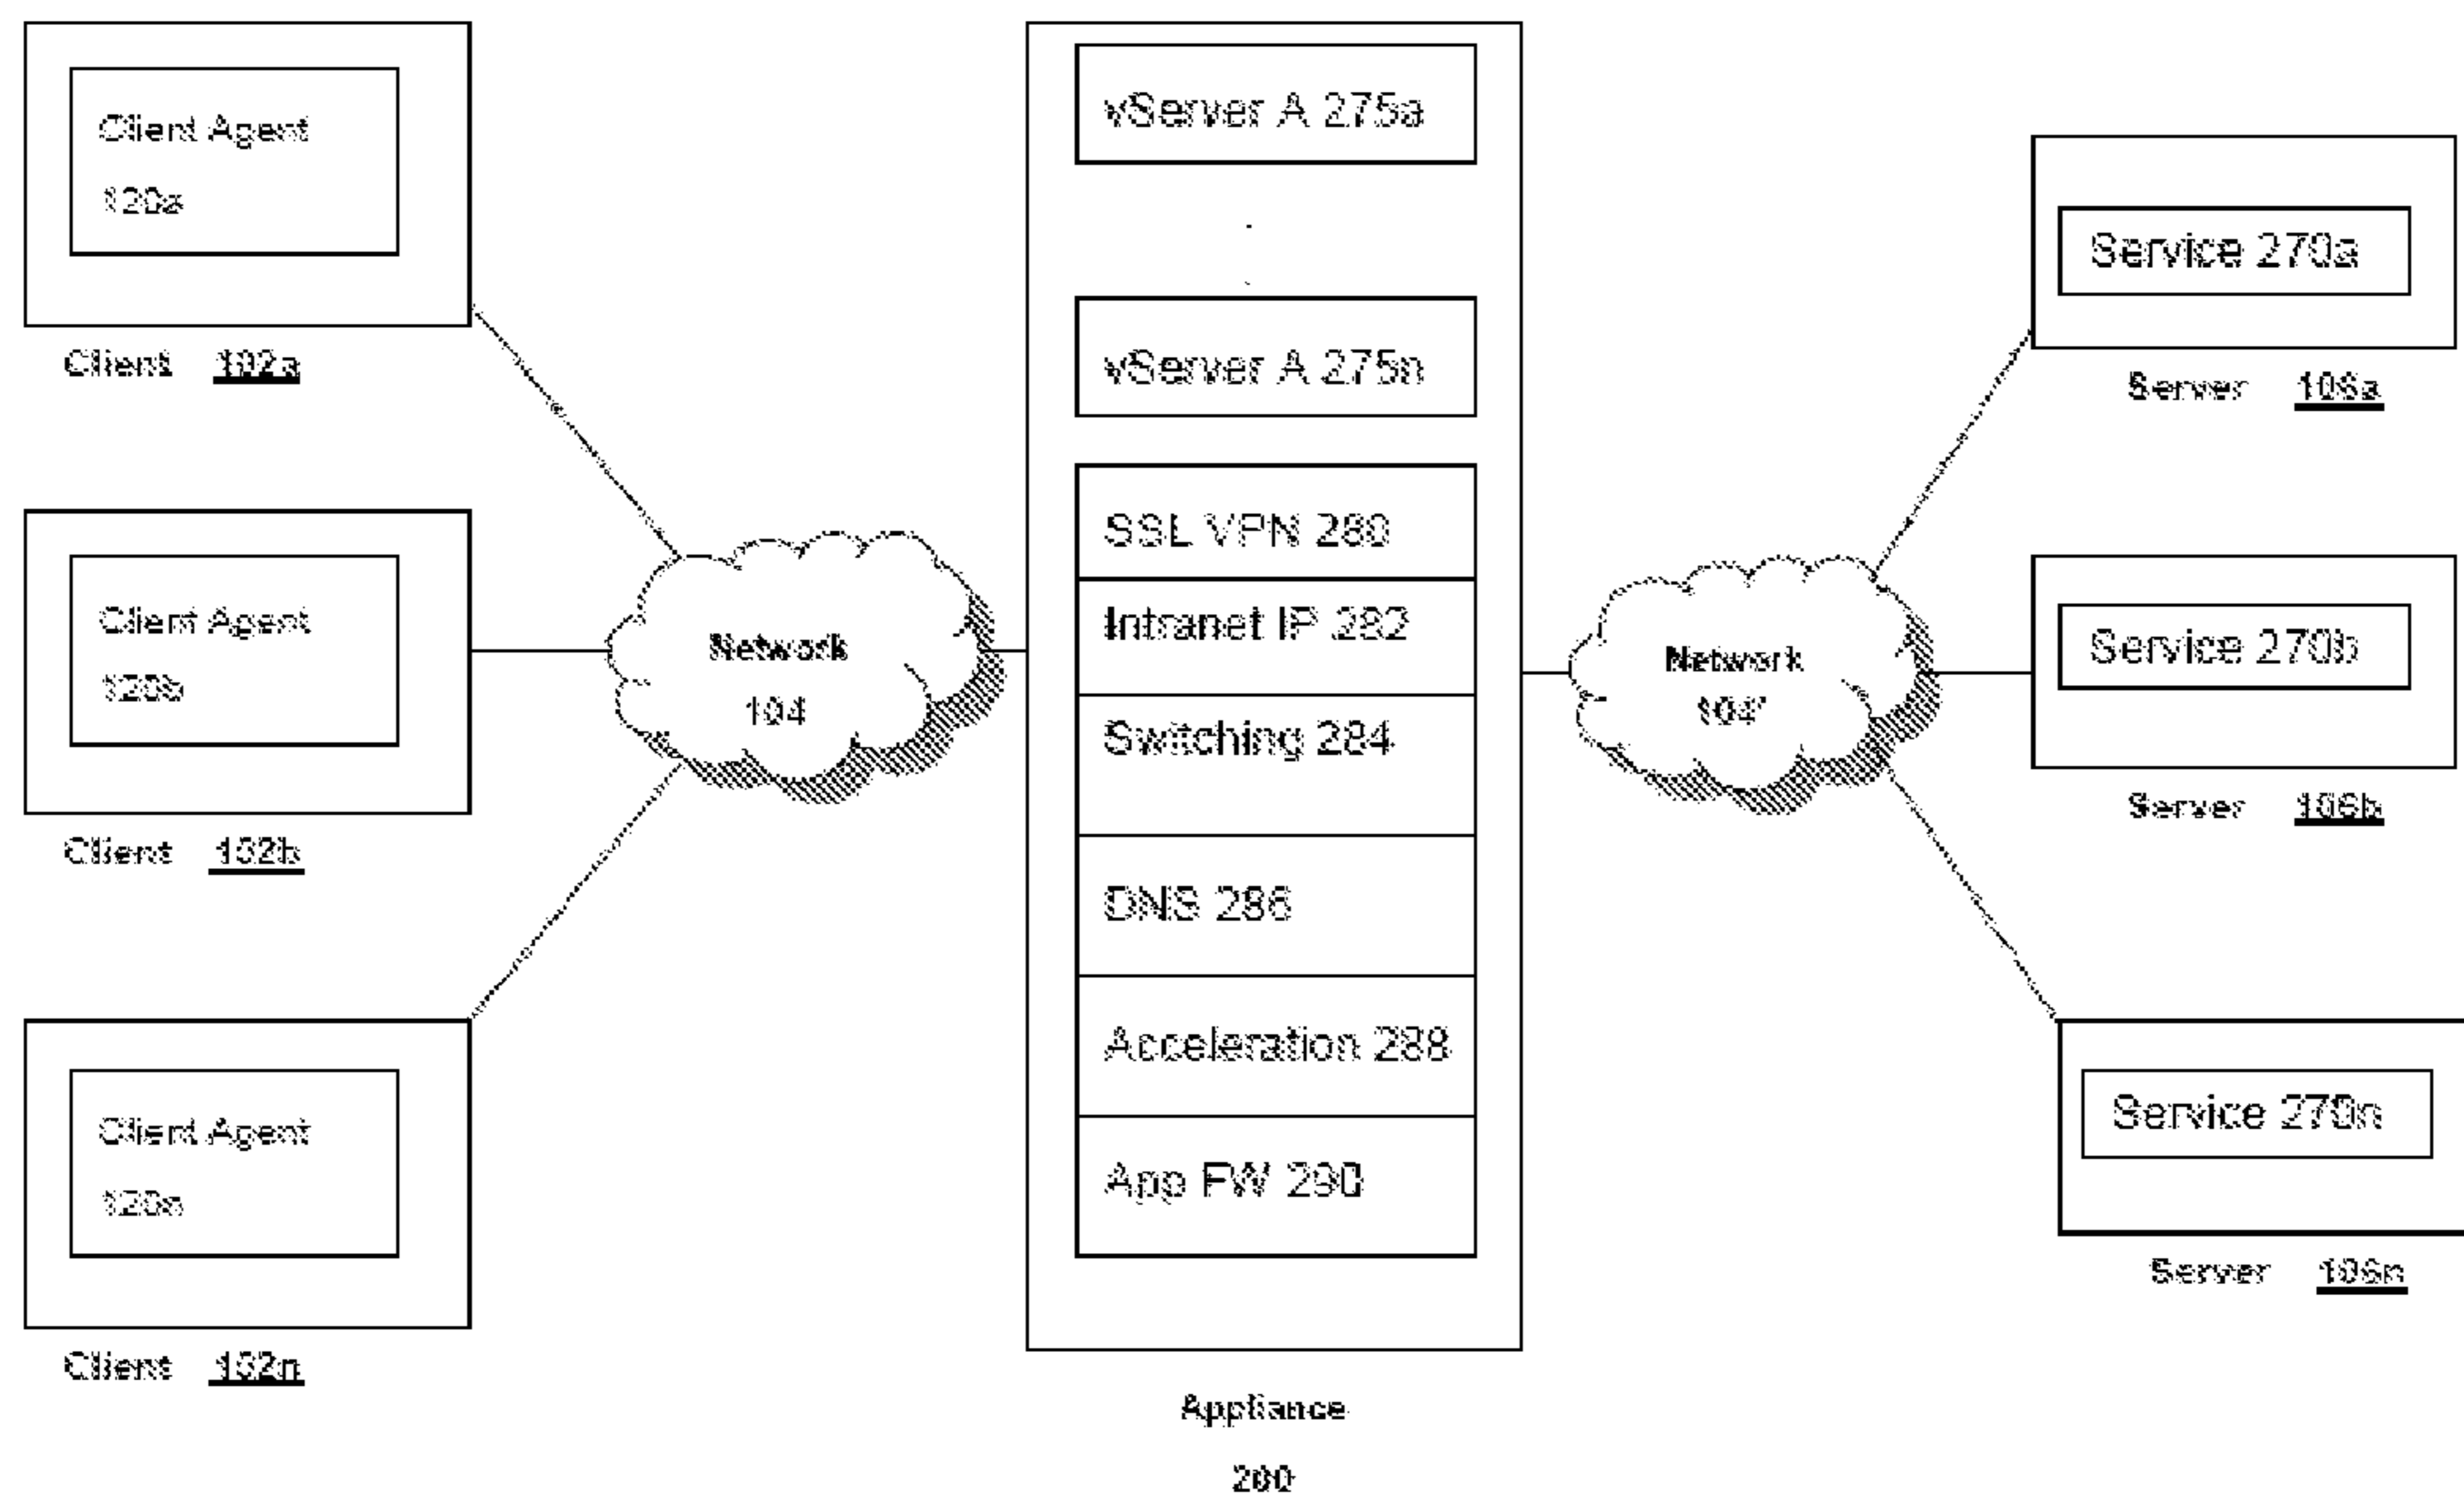 Client Agent
120a
Client 102a
Client Agent
120b
Client 102b
Client Agent
120n
Client 102n
Network
104
vServer A 275a
vServer A 275n
SSL VPN 280
Intranet IP 282
Switching 284
DNS 286
Acceleration 288
App FW 290
Appliance
200
Network
104'
Service 270a
Server 106a
Service 270b
Server 106b
Service 270n
Server 106n